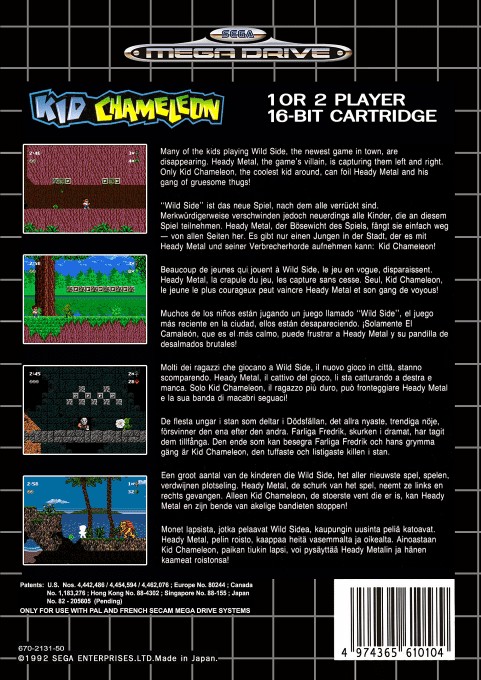 SEGA
MEGA DRIVE
KID CHAMELEON
1 OR 2 PLAYER
16-BIT CARTRIDGE
Many of the kids playing Wild Side, the newest game in town, are
disappearing. Heady Metal, the game's villain, is capturing them left and right.
Only Kid Chameleon, the coolest kid around, can foil Heady Metal and his
gang of gruesome thugs!
"Wild Side" ist das neue Spiel, nach dem alle verrückt sind.
Merkwürdigerweise verschwinden jedoch neuerdings alle Kinder, die an diesem
Spiel teilnehmen. Heady Metal, der Bösewicht des Spiels, fängt sie einfach weg
— von allen Seiten her. Es gibt nur einen Jungen in der Stadt, der es mit
Heady Metal und seiner Verbrecherhorde aufnehmen kann: Kid Chameleon!
Beaucoup de jeunes qui jouent à Wild Side, le jeu en vogue, disparaissent.
Heady Metal, la crapule du jeu, les capture sans cesse. Seul, Kid Chameleon,
le jeune le plus courageux peut vaincre Heady Metal et son gang de voyous!
Muchos de los niños están jugando un juego llamado "Wild Side", el juego
más reciente en la ciudad, ellos están desapareciendo. ¡Solamente El
Camaleón, que es el más calmo, puede frustrar a Heady Metal y su pandilla de
desalmados brutales!
Molti dei ragazzi che giocano a Wild Side, il nuovo gioco in città, stanno
scomparendo. Heady Metal, il cattivo del gioco, li sta catturando a destra e
manca. Solo Kid Chameleon, il ragazzo più duro, può fronteggiare Heady Metal
e la sua banda di macabri seguaci!
De flesta ungar i stan som deltar i Dödsfällan, det allra nyaste, trendiga nöje,
försvinner den ena efter den andra. Farliga Fredrik, skurken i dramat, har tagit
dem tillfånga. Den ende som kan besegra Farliga Fredrik och hans grymma
gäng är Kid Chameleon, den tuffaste och listigaste killen i stan.
Een groot aantal van de kinderen die Wild Side, het aller nieuwste spel, spelen,
verdwijnen plotseling. Heady Metal, de schurk van het spel, neemt ze links en
rechts gevangen. Alleen Kid Chameleon, de stoerste vent die er is, kan Heady
Metal en zijn bende van akelige bandieten stoppen!
Monet lapsista, jotka pelaavat Wild Sidea, kaupungin uusinta peliä katoavat.
Heady Metal, pelin roisto, kaappaa heitä vasemmalta ja oikealta. Ainoastaan
Kid Chameleon, paikan tiukin lapsi, voi pysäyttää Heady Metalin ja hänen
kaameat roistonsa!
Patents: U.S. Nos. 4,442,486 / 4,454,594 / 4,462,076 ; Europe No. 80244 ; Canada
No. 1,183,276 ; Hong Kong No. 88-4302 ; Singapore No. 88-155 ; Japan
No. 82 - 205605 (Pending)
ONLY FOR USE WITH PAL AND FRENCH SECAM MEGA DRIVE SYSTEMS
670-2131-50
©1992 SEGA ENTERPRISES.LTD.Made in Japan.
4 974365 610104